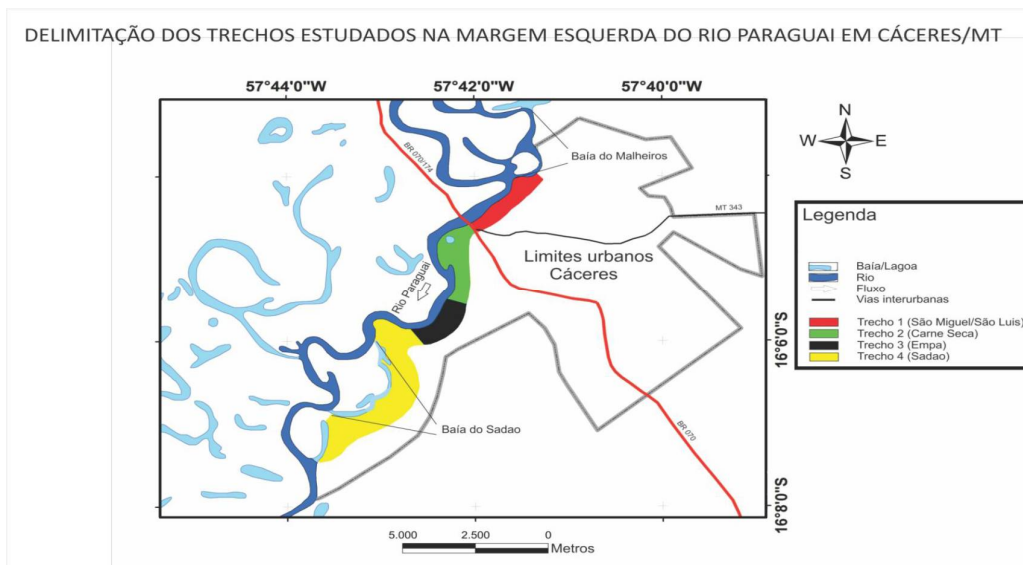 DELIMITAÇÃO DOS TRECHOS ESTUDADOS NA MARGEM ESQUERDA DO RIO PARAGUAI EM CÁCERES/MT
57°44'0"W
57°42'0"W
57°40'0"W
N
W
E
S
BR 070/174
Baía do Malheiros
MT 343
Limites urbanos
Cáceres
Rio Paraguai
Baía do Sadao
BR 070
16°6'0"S
16°8'0"S
Legenda
Baía/Lagoa
Rio
Fluxo
Vias interurbanas
Trecho 1 (São Miguel/São Luis)
Trecho 2 (Carne Seca)
Trecho 3 (Empa)
Trecho 4 (Sadao)
5.000 2.500 0
Metros